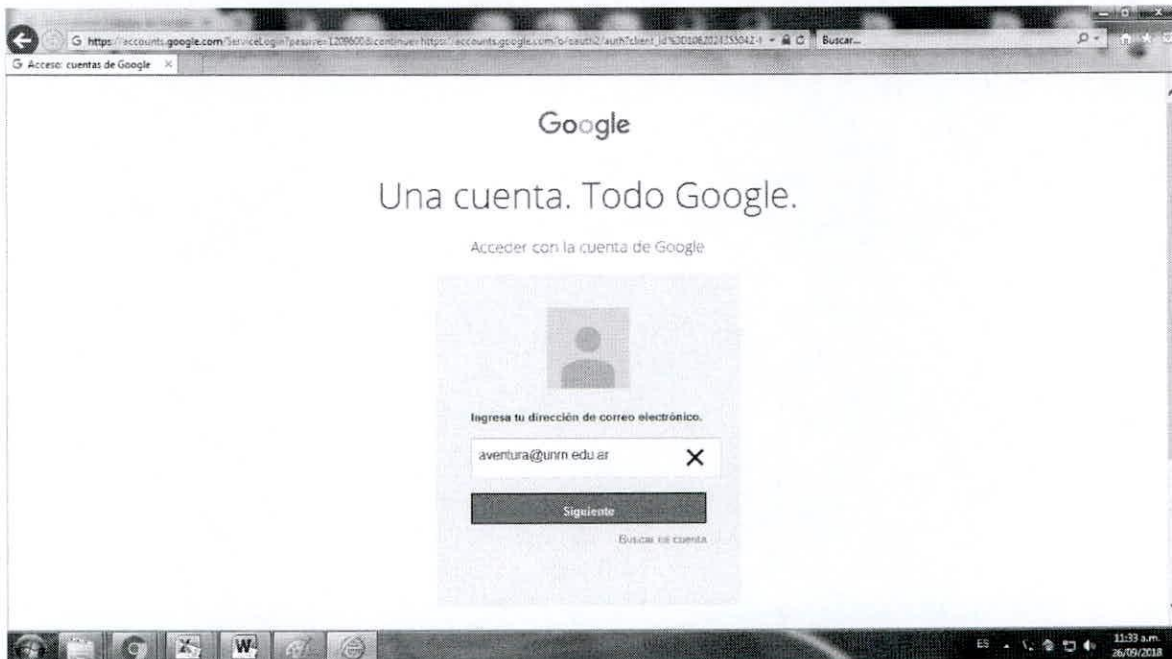 Buscar...
G Acceso: cuentas de Google
Google
Una cuenta. Todo Google.
Acceder con la cuenta de Google
Ingresa tu dirección de correo electrónico.
aventura@unrn.edu.ar
Siguiente
Buscar mi cuenta
ES
11:33 a.m.
26/09/2018